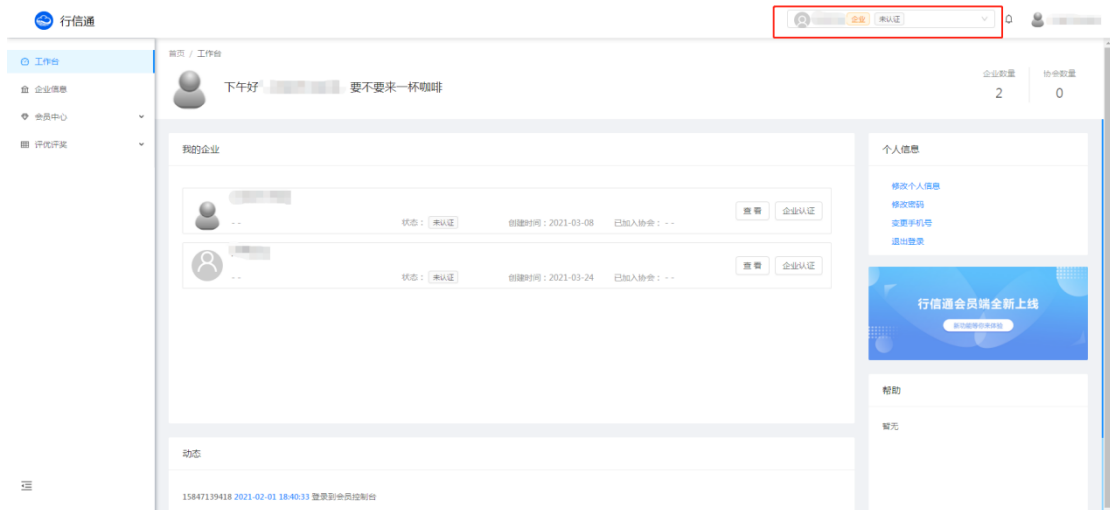 行信通
企业 未认证
工作台
企业信息
会员中心
评优评奖
首页 / 工作台
下午好 要不要来一杯咖啡
企业数量 协会数量
2 0
我的企业
- - 状态： 未认证 创建时间：2021-03-08 已加入协会： - - 查 看 企业认证
- - 状态： 未认证 创建时间：2021-03-24 已加入协会： - - 查 看 企业认证
个人信息
修改个人信息
修改密码
变更手机号
退出登录
行信通会员端全新上线
新功能等你来体验
帮助
暂无
动态
15847139418 2021-02-01 18:40:33 登录到会员控制台